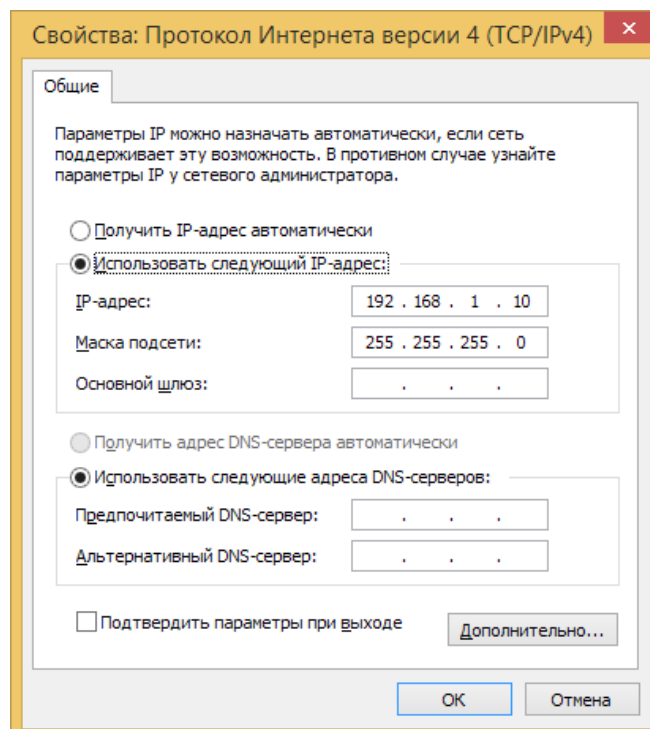 Свойства: Протокол Интернета версии 4 (TCP/IPv4)
Общие
Параметры IP можно назначать автоматически, если сеть
поддерживает эту возможность. В противном случае узнайте
параметры IP у сетевого администратора.
Получить IP-адрес автоматически
Использовать следующий IP-адрес:
IP-адрес: 192 . 168 . 1 . 10
Маска подсети: 255 . 255 . 255 . 0
Основной шлюз: . . .
Получить адрес DNS-сервера автоматически
Использовать следующие адреса DNS-серверов:
Предпочитаемый DNS-сервер: . . .
Альтернативный DNS-сервер: . . .
Подтвердить параметры при выходе
Дополнительно...
ОК Отмена